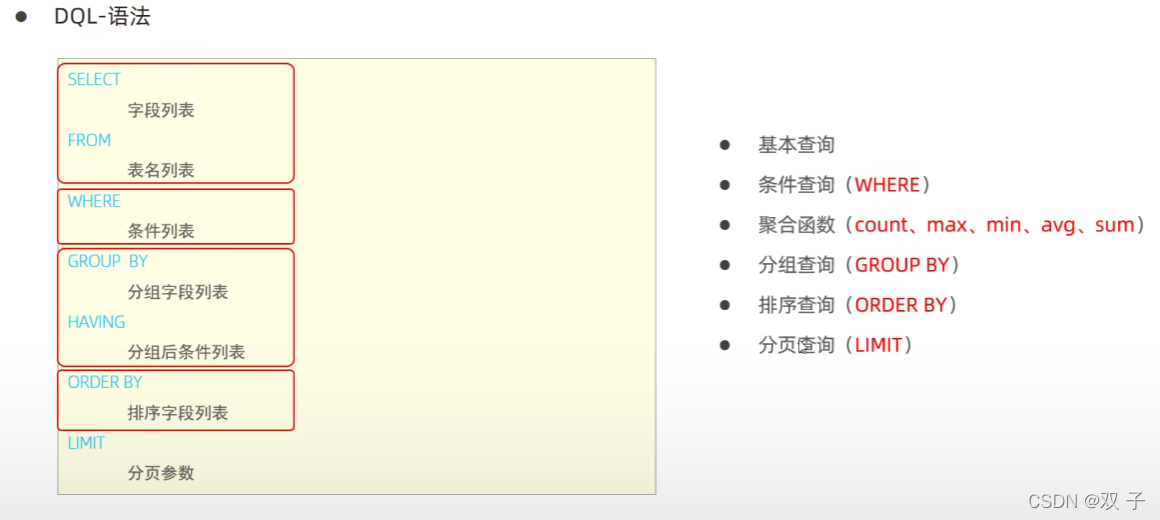 DQL-语法
SELECT
字段列表
FROM
表名列表
WHERE
条件列表
GROUP BY
分组字段列表
HAVING
分组后条件列表
ORDER BY
排序字段列表
LIMIT
分页参数
基本查询
条件查询（WHERE）
聚合函数（count、max、min、avg、sum）
分组查询（GROUP BY）
排序查询（ORDER BY）
分页查询（LIMIT）
CSDN @双 子